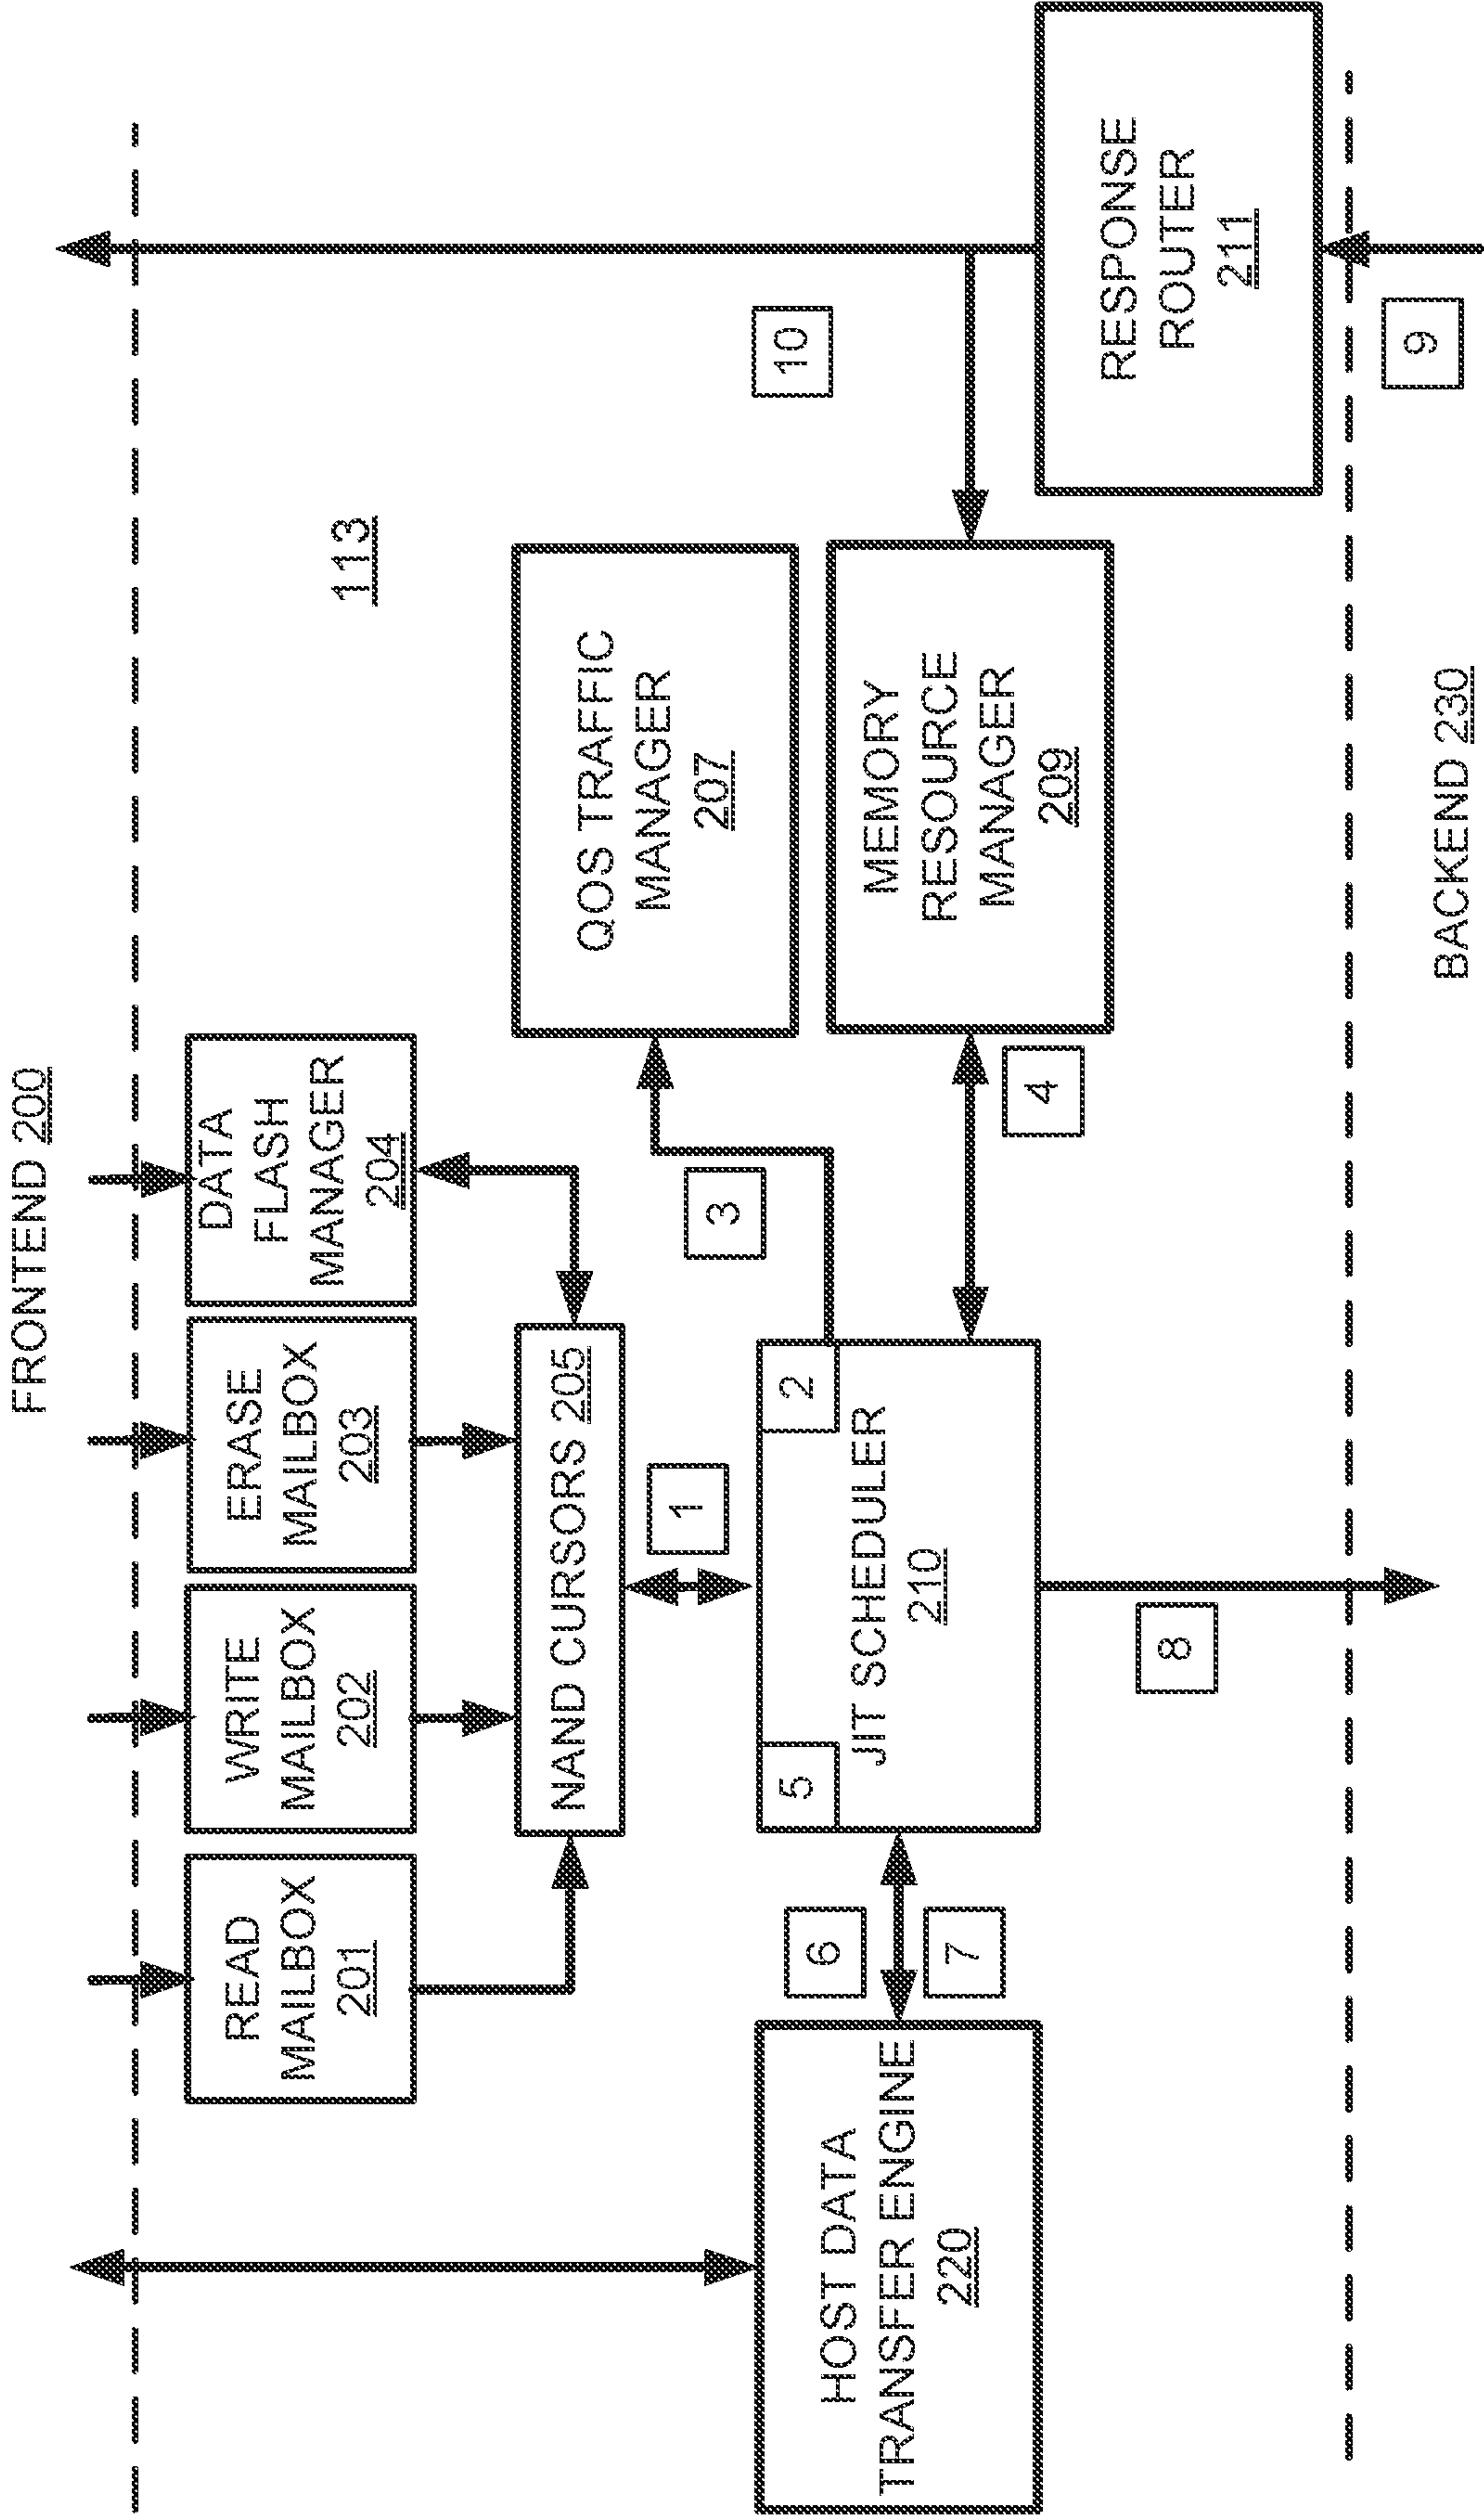 FRONTEND 200
READ
MAILBOX
201
WRITE
MAILBOX
202
ERASE
MAILBOX
203
DATA
FLASH
MANAGER
204
113
NAND CURSORS 205
1
3
QOS TRAFFIC
MANAGER
207
10
HOST DATA
TRANSFER ENGINE
220
6
7
5
2
JIT SCHEDULER
210
4
MEMORY
RESOURCE
MANAGER
209
RESPONSE
ROUTER
211
8
9
BACKEND 230